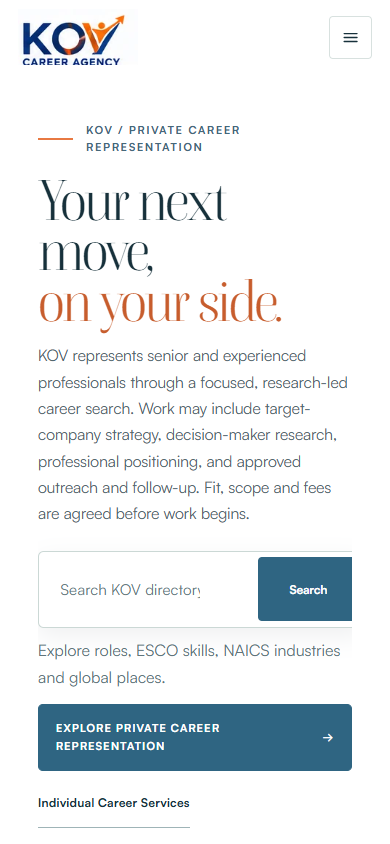 KOV
CAREER AGENCY
KOV / PRIVATE CAREER
REPRESENTATION
Your next
move,
on your side.
KOV represents senior and experienced
professionals through a focused, research-led
career search. Work may include target-
company strategy, decision-maker research,
professional positioning, and approved
outreach and follow-up. Fit, scope and fees
are agreed before work begins.
Search KOV directory
Search
Explore roles, ESCO skills, NAICS industries
and global places.
EXPLORE PRIVATE CAREER
REPRESENTATION
Individual Career Services